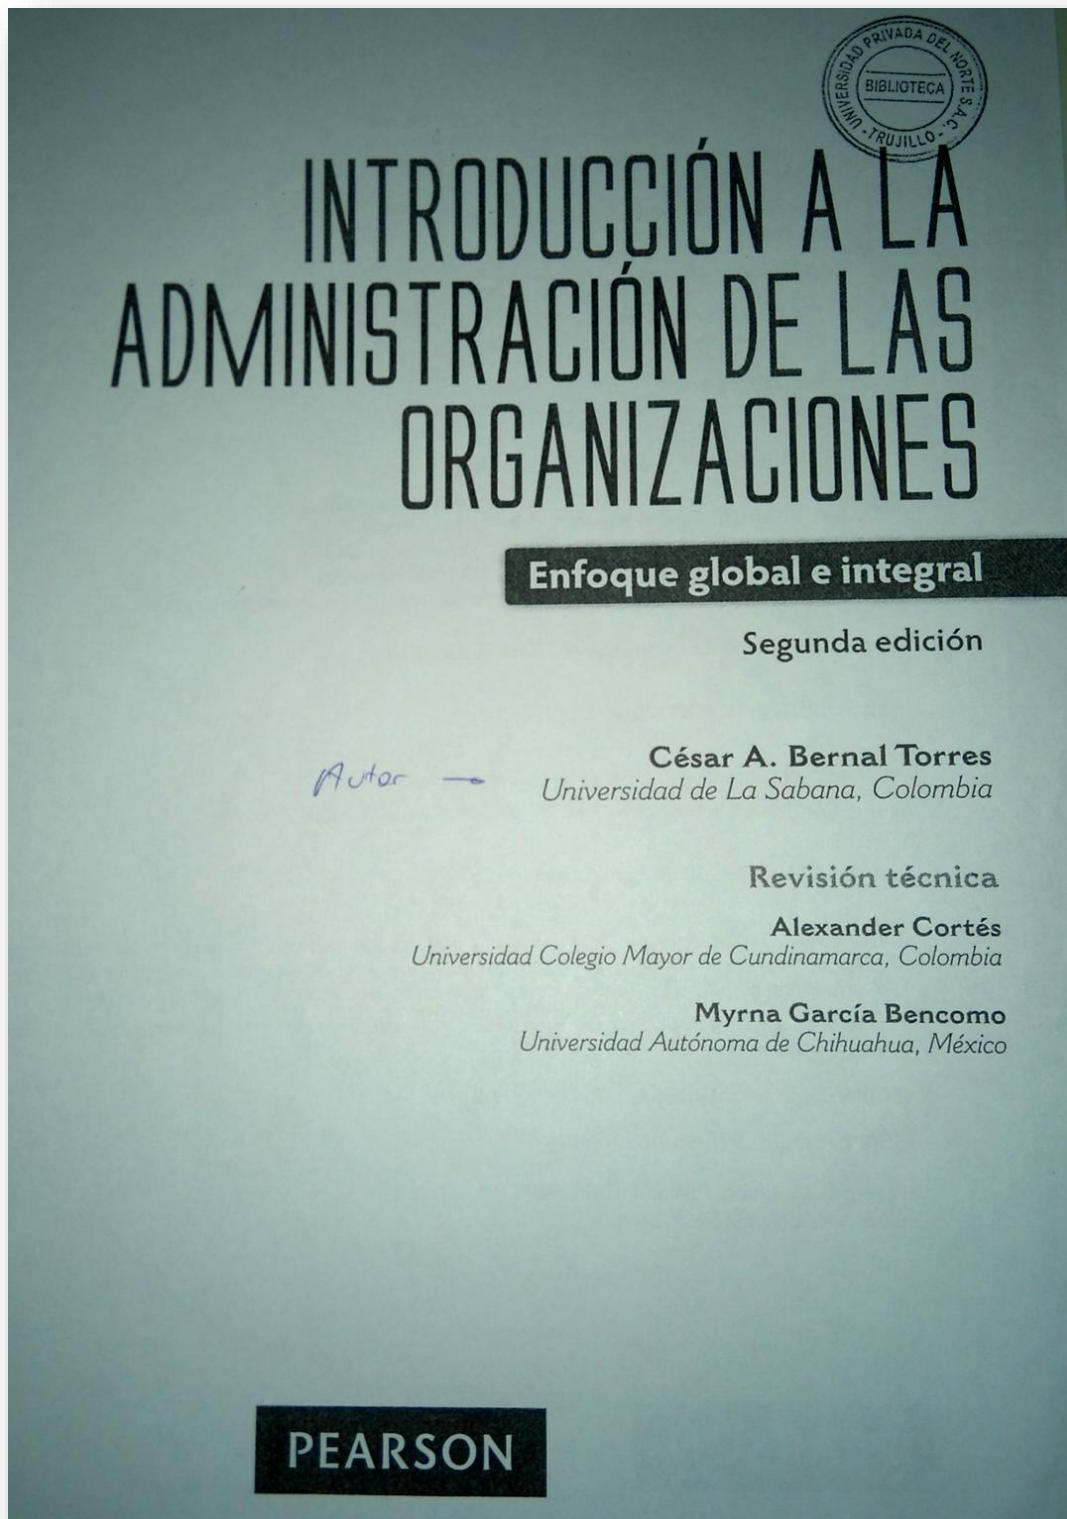 UNIVERSIDAD PRIVADA DEL NORTE S.A.C.
BIBLIOTECA
- TRUJILLO -
INTRODUCCIÓN A LA
ADMINISTRACIÓN DE LAS
ORGANIZACIONES
Enfoque global e integral
Segunda edición
César A. Bernal Torres
Autor →
Universidad de La Sabana, Colombia
Revisión técnica
Alexander Cortés
Universidad Colegio Mayor de Cundinamarca, Colombia
Myrna García Bencomo
Universidad Autónoma de Chihuahua, México
PEARSON